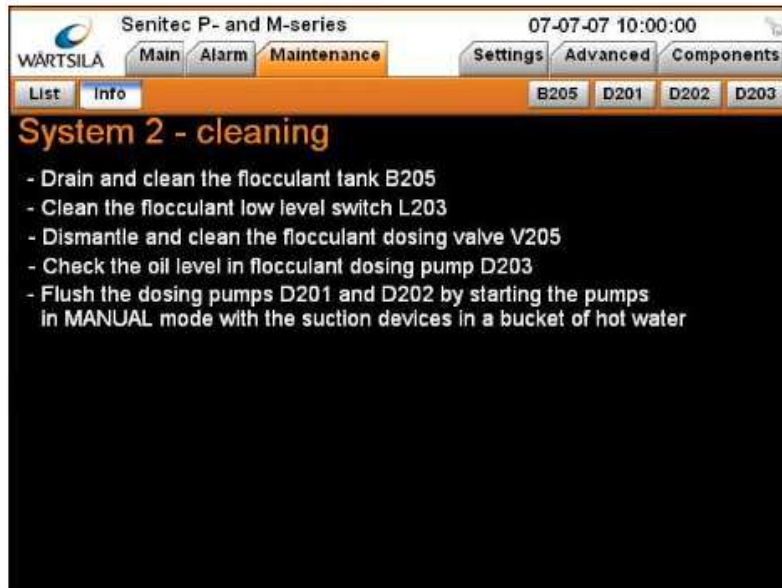 Senitec P- and M-series 07-07-07 10:00:00
WÄRTSILÄ Main Alarm Maintenance Settings Advanced Components
List Info B205 D201 D202 D203
System 2 - cleaning
- Drain and clean the flocculant tank B205
- Clean the flocculant low level switch L203
- Dismantle and clean the flocculant dosing valve V205
- Check the oil level in flocculant dosing pump D203
- Flush the dosing pumps D201 and D202 by starting the pumps
in MANUAL mode with the suction devices in a bucket of hot water